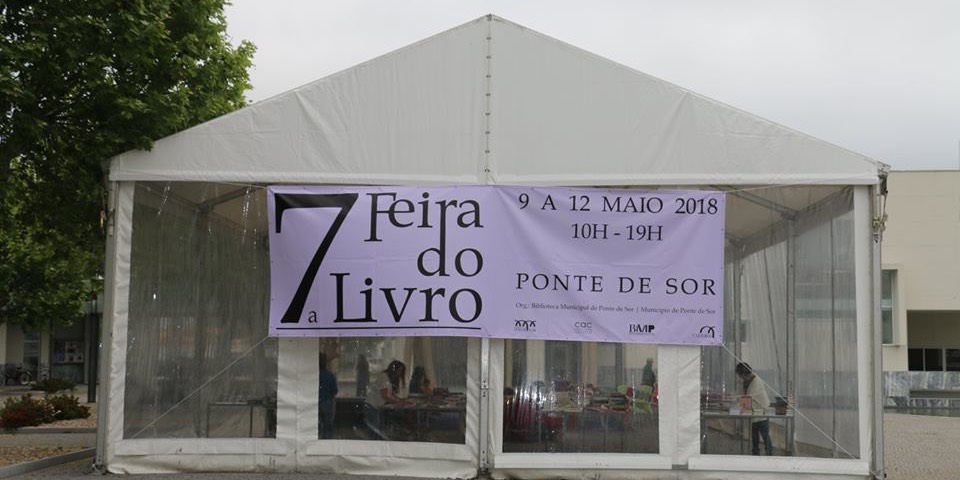 7ª Feira
do
Livro
9 A 12 MAIO 2018
10H - 19H
PONTE DE SOR
Org.: Biblioteca Municipal de Ponte de Sor | Município de Ponte de Sor
cac
BMP